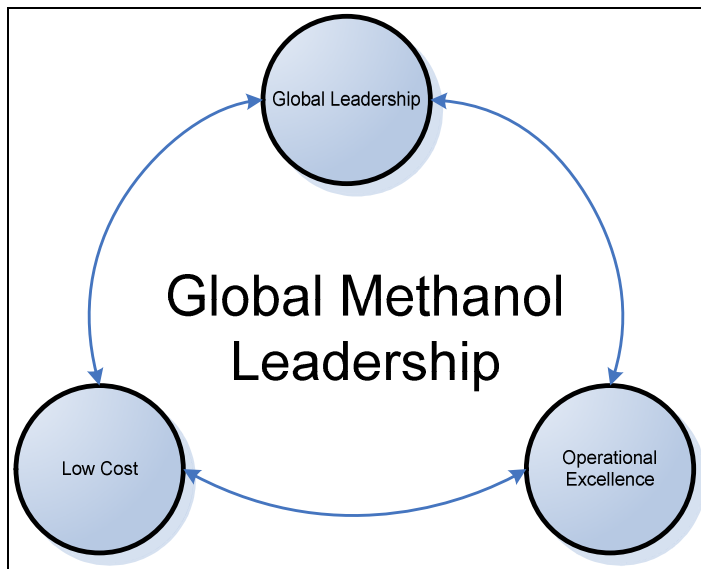 Global Leadership
Global Methanol
Leadership
Low Cost
Operational
Excellence